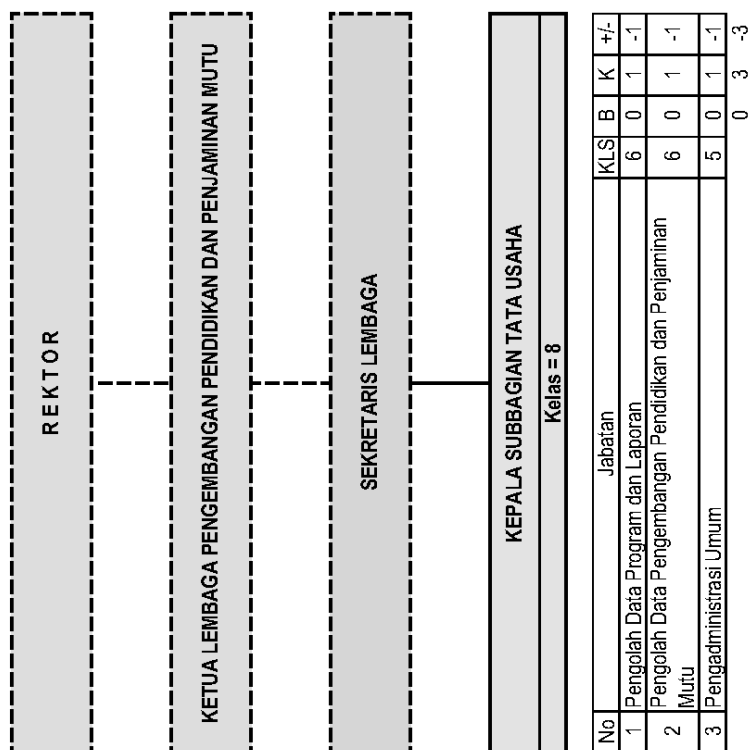 R E K T O R
KETUA LEMBAGA PENGEMBANGAN PENDIDIKAN DAN PENJAMINAN MUTU
SEKRETARIS LEMBAGA
KEPALA SUBBAGIAN TATA USAHA
Kelas = 8
No Jabatan KLS B K +/-
1 Pengolah Data Program dan Laporan 6 0 1 -1
2 Pengolah Data Pengembangan Pendidikan dan Penjaminan
Mutu 6 0 1 -1
3 Pengadministrasi Umum 5 0 1 -1
0 3 -3